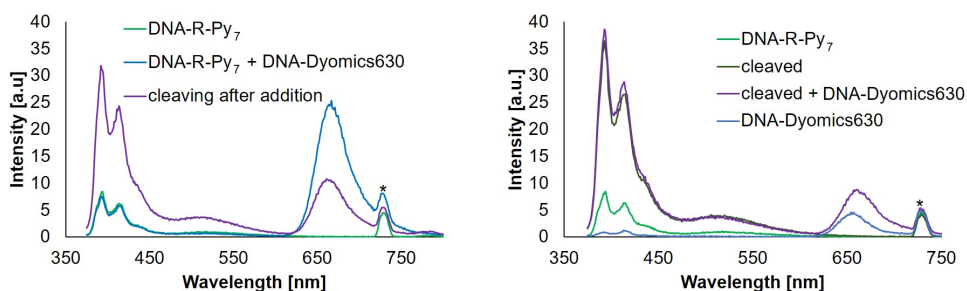 40
35
30
25
20
15
10
5
0
Intensity [a.u]
DNA-R-Py7
DNA-R-Py7 + DNA-Dyomics630
cleaving after addition
*
350 450 550 650 750
Wavelength [nm]
40
35
30
25
20
15
10
5
0
Intensity [a.u.]
DNA-R-Py7
cleaved
cleaved + DNA-Dyomics630
DNA-Dyomics630
*
350 450 550 650 750
Wavelength [nm]